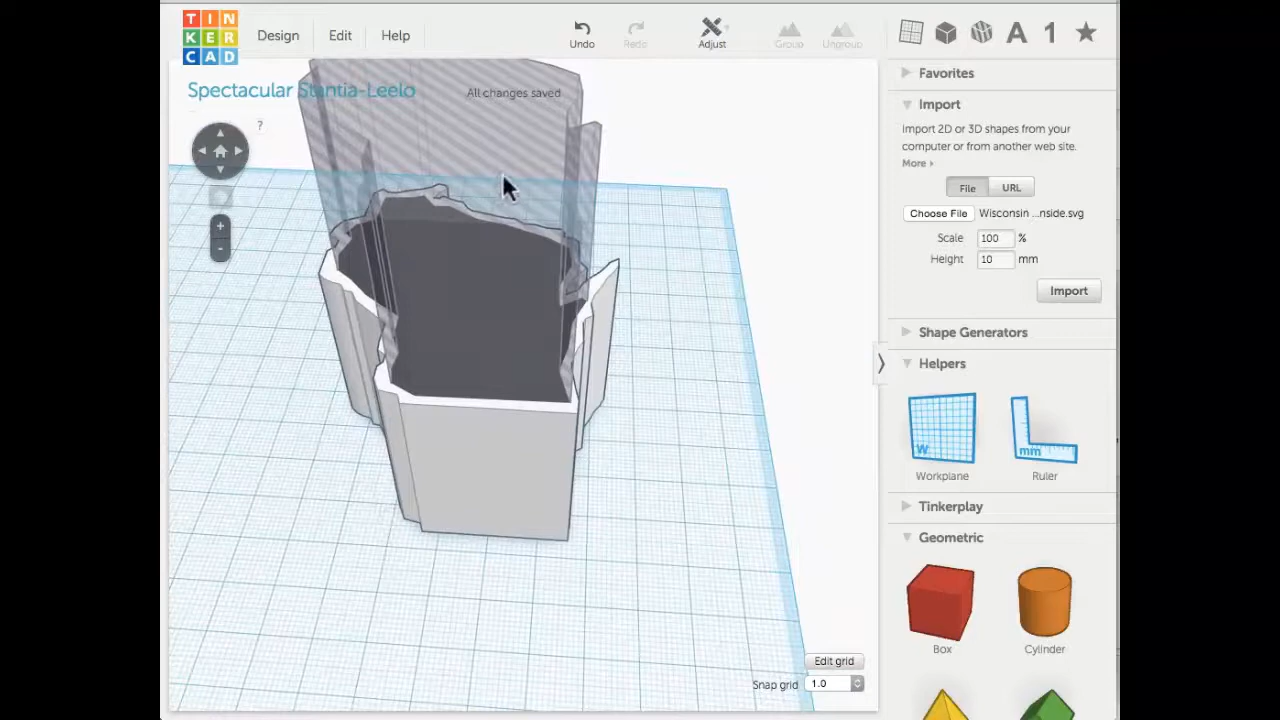 TIN
KER
CAD
Design
Edit
Help
Undo
Redo
Adjust
Group
Ungroup
A
1
Spectacular Stantia-Leelo
All changes saved
?
+
-
Favorites
Import
Import 2D or 3D shapes from your
computer or from another web site.
More
File
URL
Choose File
Wisconsin ...nside.svg
Scale
100
%
Height
10
mm
Import
Shape Generators
Helpers
W
mm
Workplane
Ruler
Tinkerplay
Geometric
Box
Cylinder
Edit grid
Snap grid
1.0